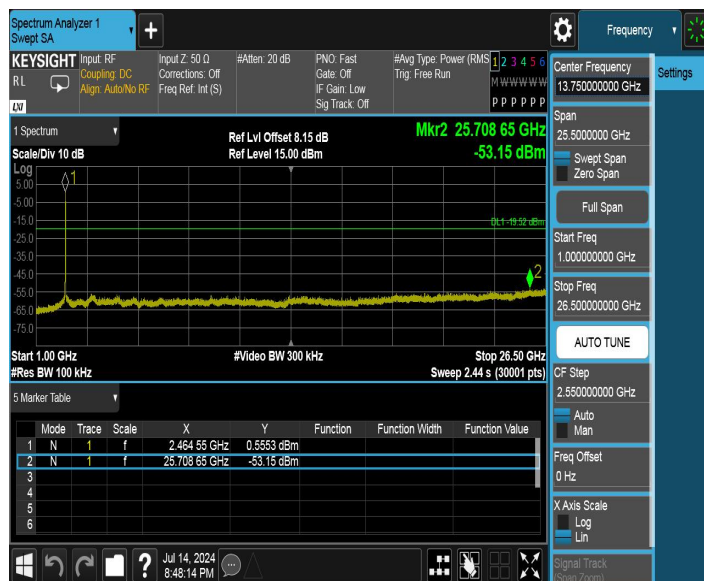 Spectrum Analyzer 1
Swept SA
+
Frequency
KEYSIGHT
RL
LXI
Input: RF
Coupling: DC
Align: Auto/No RF
Input Z: 50 Ω
Corrections: Off
Freq Ref: Int (S)
#Atten: 20 dB
PNO: Fast
Gate: Off
IF Gain: Low
Sig Track: Off
#Avg Type: Power (RMS
Trig: Free Run
1 2 3 4 5 6
M W W W W W
P P P P P P
Center Frequency
13.750000000 GHz
Settings
Span
25.5000000 GHz
Swept Span
Zero Span
Full Span
Start Freq
1.000000000 GHz
Stop Freq
26.500000000 GHz
AUTO TUNE
CF Step
2.550000000 GHz
Auto
Man
Freq Offset
0 Hz
X Axis Scale
Log
Lin
Signal Track
(Span Zoom)
1 Spectrum
Scale/Div 10 dB
Ref Lvl Offset 8.15 dB
Ref Level 15.00 dBm
Mkr2 25.708 65 GHz
-53.15 dBm
Log
5.00
-5.00
-15.0
-25.0
-35.0
-45.0
-55.0
-65.0
-75.0
1
DL1 -19.52 dBm
2
Start 1.00 GHz
#Video BW 300 kHz
Stop 26.50 GHz
#Res BW 100 kHz
Sweep 2.44 s (30001 pts)
5 Marker Table
Mode Trace Scale X Y Function Function Width Function Value
1 N 1 f 2.464 55 GHz 0.5553 dBm
2 N 1 f 25.708 65 GHz -53.15 dBm
3
4
5
6
?
Jul 14, 2024
8:48:14 PM